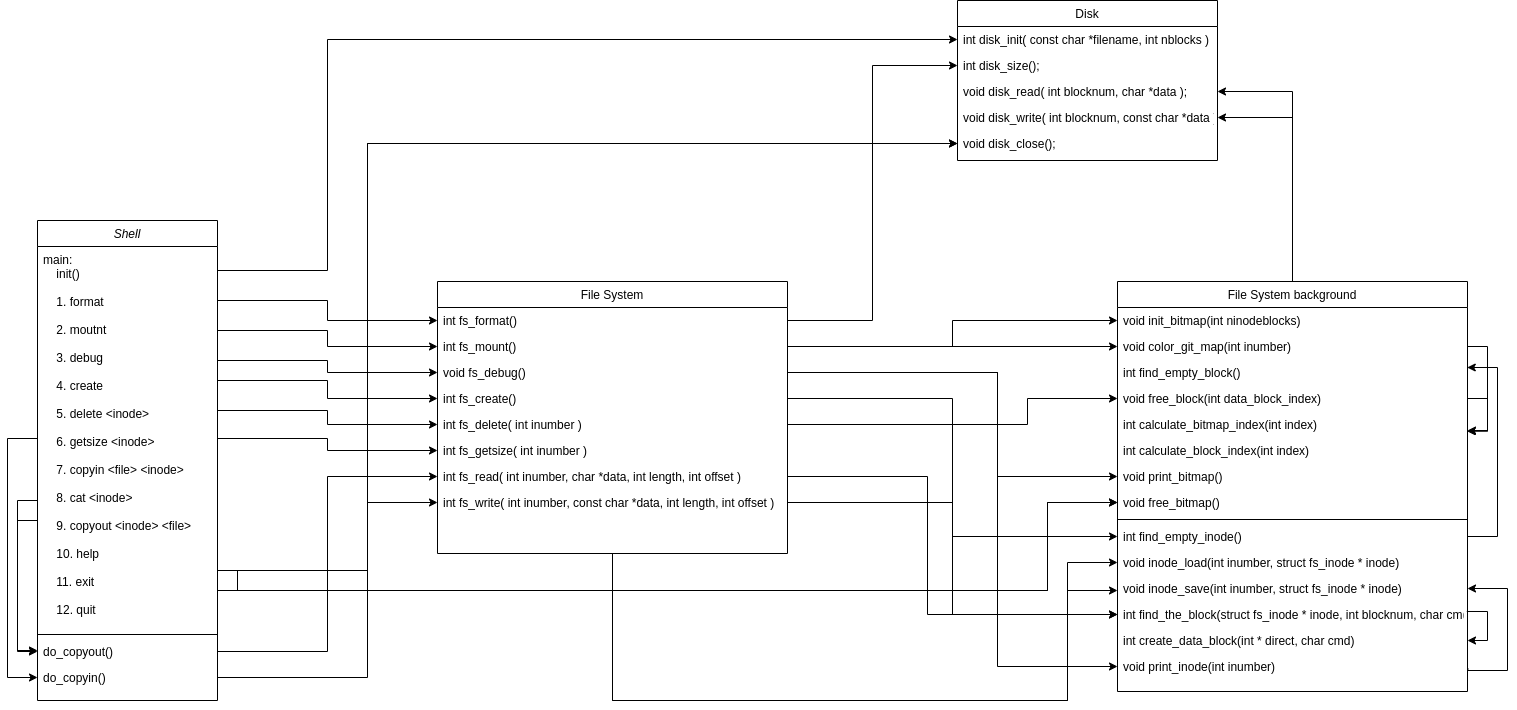 Disk
int disk_init( const char *filename, int nblocks )
int disk_size();
void disk_read( int blocknum, char *data );
void disk_write( int blocknum, const char *data
void disk_close();
Shell
main:
init()
1. format
2. moutnt
3. debug
4. create
5. delete <inode>
6. getsize <inode>
7. copyin <file> <inode>
8. cat <inode>
9. copyout <inode> <file>
10. help
11. exit
12. quit
do_copyout()
do_copyin()
File System
int fs_format()
int fs_mount()
void fs_debug()
int fs_create()
int fs_delete( int inumber )
int fs_getsize( int inumber )
int fs_read( int inumber, char *data, int length, int offset )
int fs_write( int inumber, const char *data, int length, int offset )
File System background
void init_bitmap(int ninodeblocks)
void color_git_map(int inumber)
int find_empty_block()
void free_block(int data_block_index)
int calculate_bitmap_index(int index)
int calculate_block_index(int index)
void print_bitmap()
void free_bitmap()
int find_empty_inode()
void inode_load(int inumber, struct fs_inode * inode)
void inode_save(int inumber, struct fs_inode * inode)
int find_the_block(struct fs_inode * inode, int blocknum, char cm
int create_data_block(int * direct, char cmd)
void print_inode(int inumber)